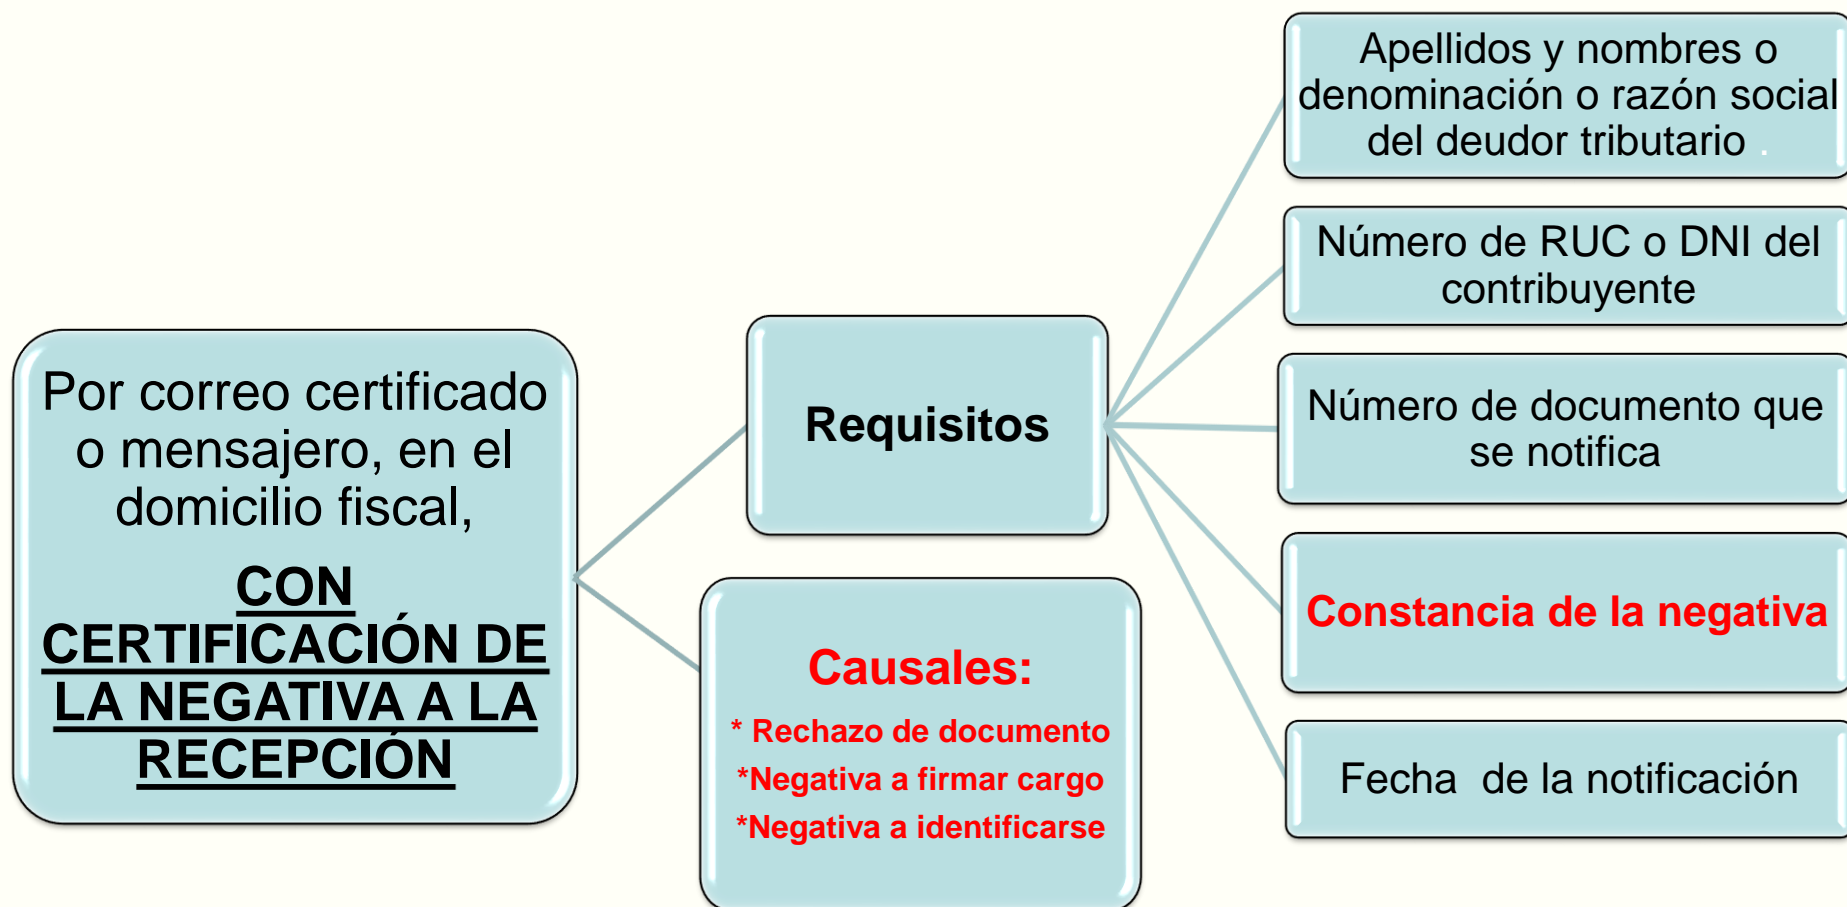 Por correo certificado
o mensajero, en el
domicilio fiscal,
CON
CERTIFICACIÓN DE
LA NEGATIVA A LA
RECEPCIÓN
Requisitos
Causales:
* Rechazo de documento
*Negativa a firmar cargo
*Negativa a identificarse
Apellidos y nombres o
denominación o razón social
del deudor tributario .
Número de RUC o DNI del
contribuyente
Número de documento que
se notifica
Constancia de la negativa
Fecha  de la notificación